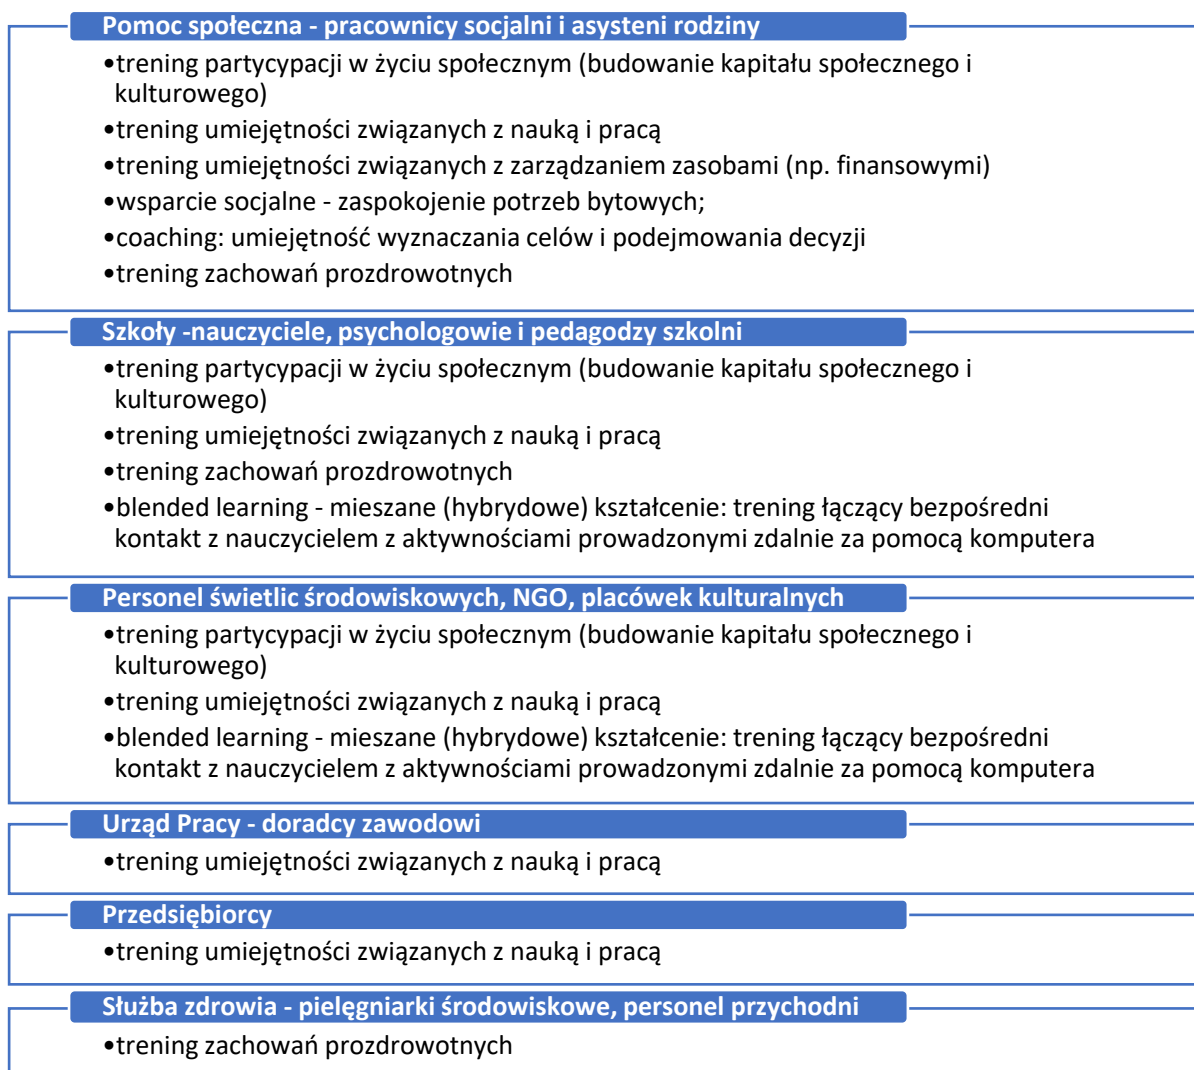 Pomoc społeczna - pracownicy socjalni i asysteni rodziny
•trening partycypacji w życiu społecznym (budowanie kapitału społecznego i
kulturowego)
•trening umiejętności związanych z nauką i pracą
•trening umiejętności związanych z zarządzaniem zasobami (np. finansowymi)
•wsparcie socjalne - zaspokojenie potrzeb bytowych;
•coaching: umiejętność wyznaczania celów i podejmowania decyzji
•trening zachowań prozdrowotnych
Szkoły -nauczyciele, psychologowie i pedagodzy szkolni
•trening partycypacji w życiu społecznym (budowanie kapitału społecznego i
kulturowego)
•trening umiejętności związanych z nauką i pracą
•trening zachowań prozdrowotnych
•blended learning - mieszane (hybrydowe) kształcenie: trening łączący bezpośredni
kontakt z nauczycielem z aktywnościami prowadzonymi zdalnie za pomocą komputera
Personel świetlic środowiskowych, NGO, placówek kulturalnych
•trening partycypacji w życiu społecznym (budowanie kapitału społecznego i
kulturowego)
•trening umiejętności związanych z nauką i pracą
•blended learning - mieszane (hybrydowe) kształcenie: trening łączący bezpośredni
kontakt z nauczycielem z aktywnościami prowadzonymi zdalnie za pomocą komputera
Urząd Pracy - doradcy zawodowi
•trening umiejętności związanych z nauką i pracą
Przedsiębiorcy
•trening umiejętności związanych z nauką i pracą
Służba zdrowia - pielęgniarki środowiskowe, personel przychodni
•trening zachowań prozdrowotnych